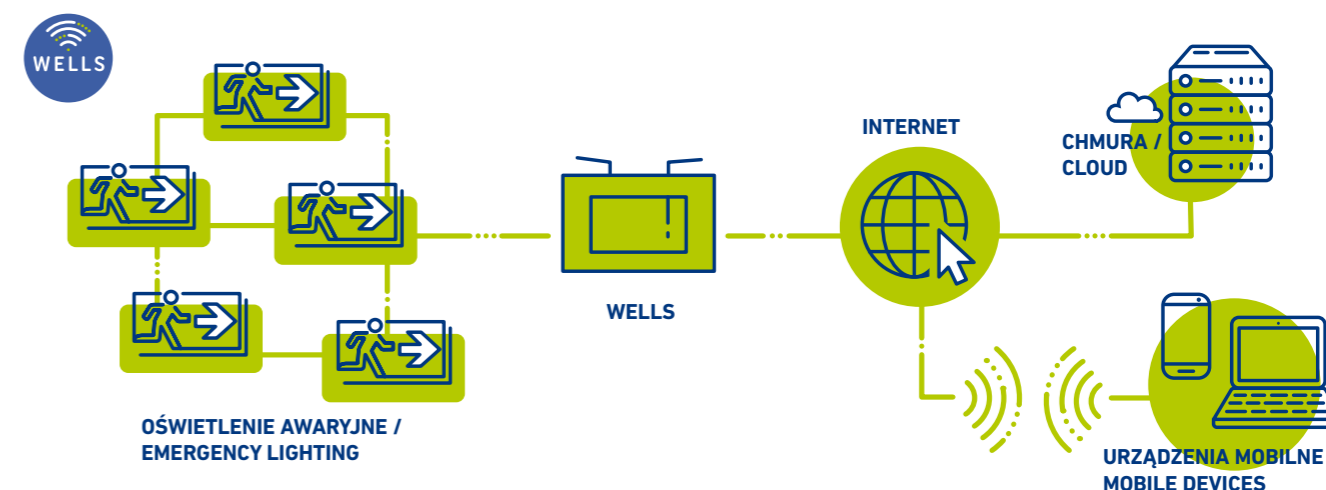 WELLS
OŚWIETLENIE AWARYJNE /
EMERGENCY LIGHTING
WELLS
INTERNET
CHMURA /
CLOUD
URZĄDZENIA MOBILNE
MOBILE DEVICES